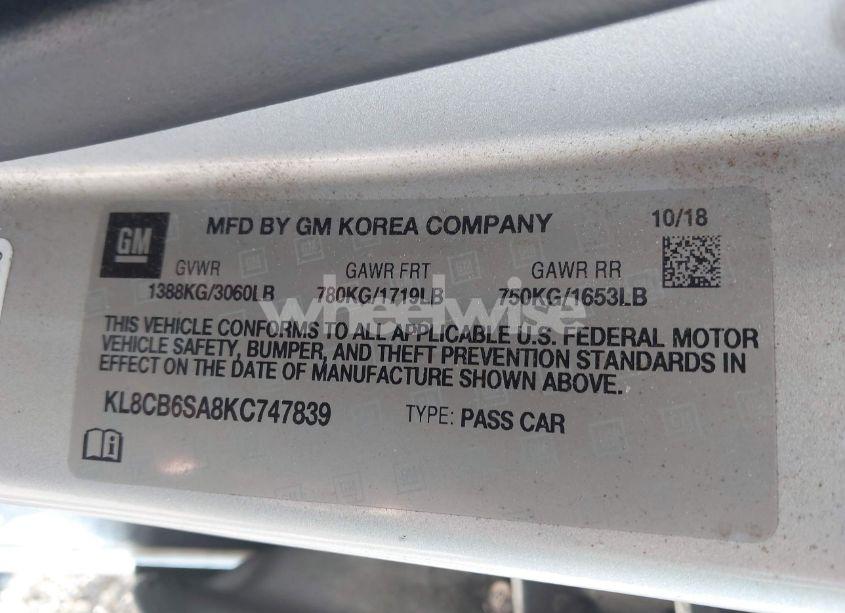 GM
MFD BY GM KOREA COMPANY
10/18
GVWR GAWR FRT GAWR RR
1388KG/3060LB 780KG/1719LB 750KG/1653LB
wheelwise
THIS VEHICLE CONFORMS TO ALL APPLICABLE U.S. FEDERAL MOTOR
VEHICLE SAFETY, BUMPER, AND THEFT PREVENTION STANDARDS IN
EFFECT ON THE DATE OF MANUFACTURE SHOWN ABOVE.
KL8CB6SA8KC747839 TYPE: PASS CAR
wheelwise
wheelwise